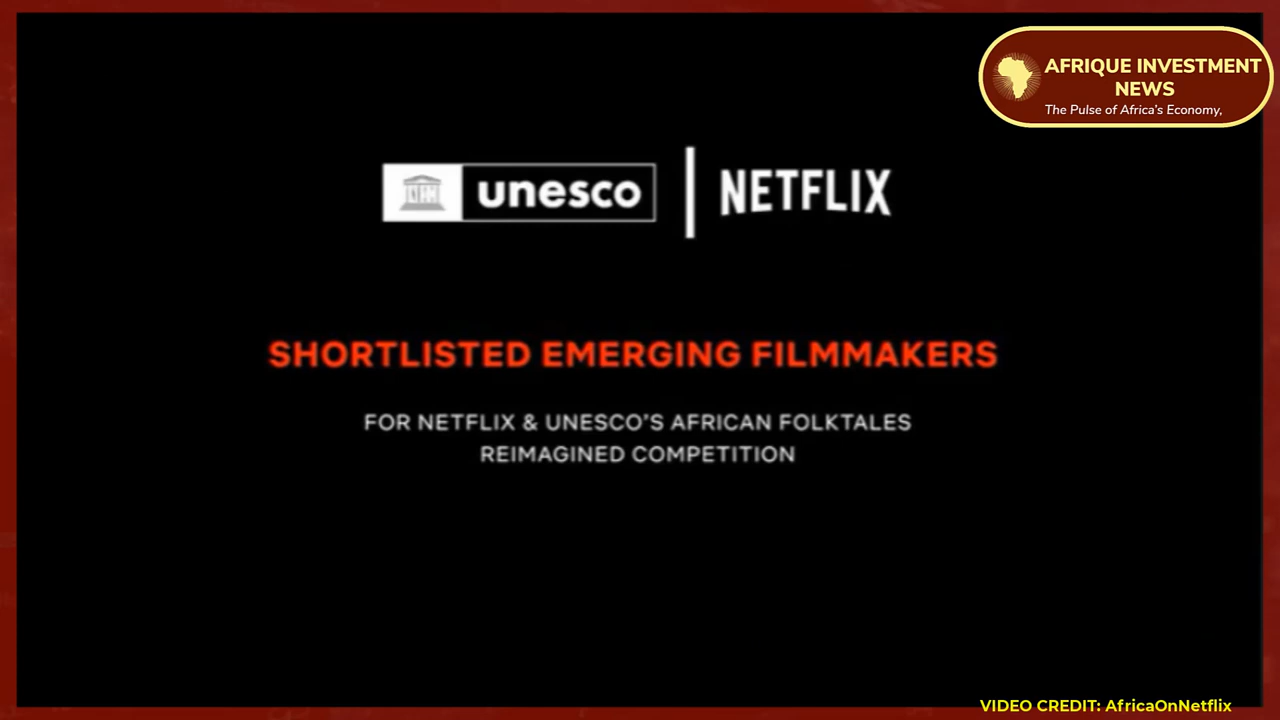 AFRIQUE INVESTMENT
NEWS
The Pulse of Africa's Economy,
unesco
NETFLIX
SHORTLISTED EMERGING FILMMAKERS
FOR NETFLIX & UNESCO'S AFRICAN FOLKTALES
REIMAGINED COMPETITION
VIDEO CREDIT: AfricaOnNetflix